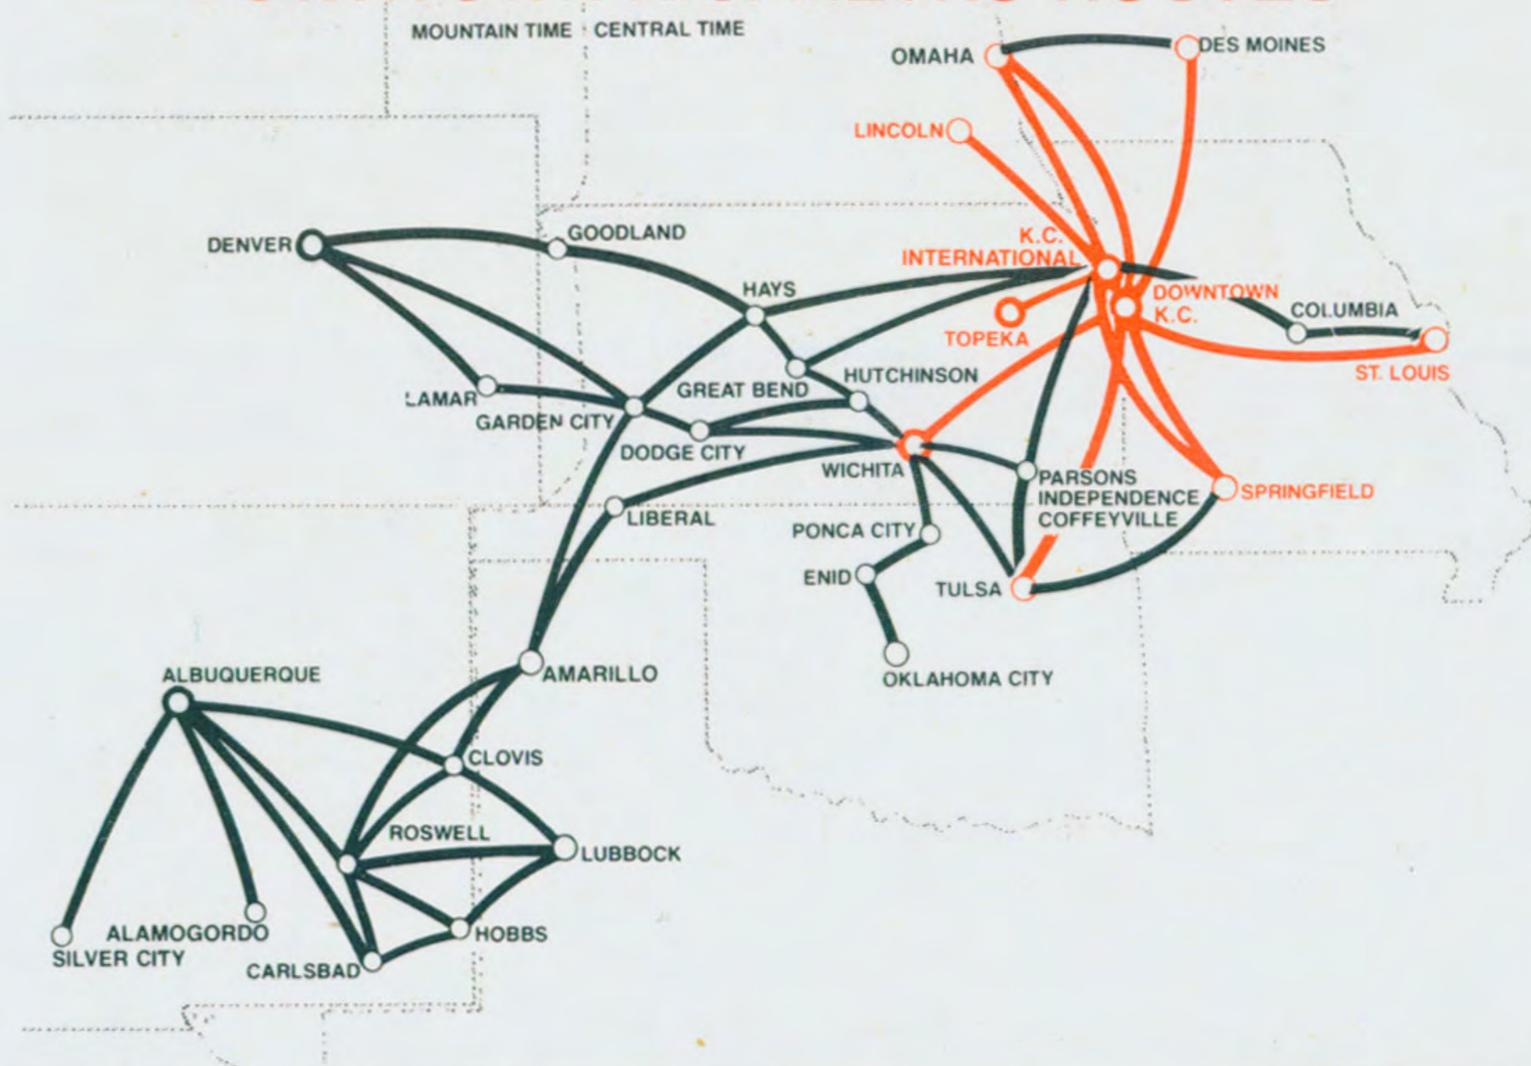 MOUNTAIN TIME CENTRAL TIME
OMAHA
DES MOINES
LINCOLN
DENVER
GOODLAND
K.C.
INTERNATIONAL
HAYS
DOWNTOWN
K.C.
COLUMBIA
TOPEKA
ST. LOUIS
LAMAR
GREAT BEND
HUTCHINSON
GARDEN CITY
DODGE CITY
WICHITA
PARSONS
INDEPENDENCE
COFFEYVILLE
SPRINGFIELD
LIBERAL
PONCA CITY
ENID
TULSA
OKLAHOMA CITY
ALBUQUERQUE
AMARILLO
CLOVIS
ROSWELL
LUBBOCK
ALAMOGORDO
HOBBS
SILVER CITY
CARLSBAD